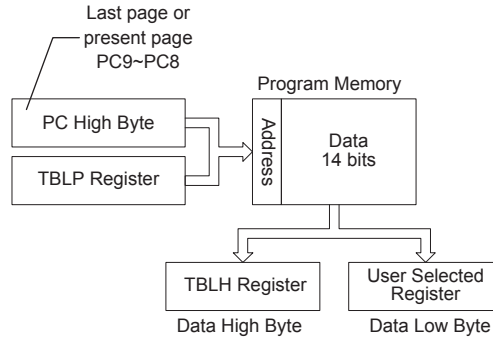 Last page or
present page
PC9~PC8
Program Memory
PC High Byte
TBLP Register
Address
Data
14 bits
TBLH Register
User Selected
Register
Data High Byte
Data Low Byte